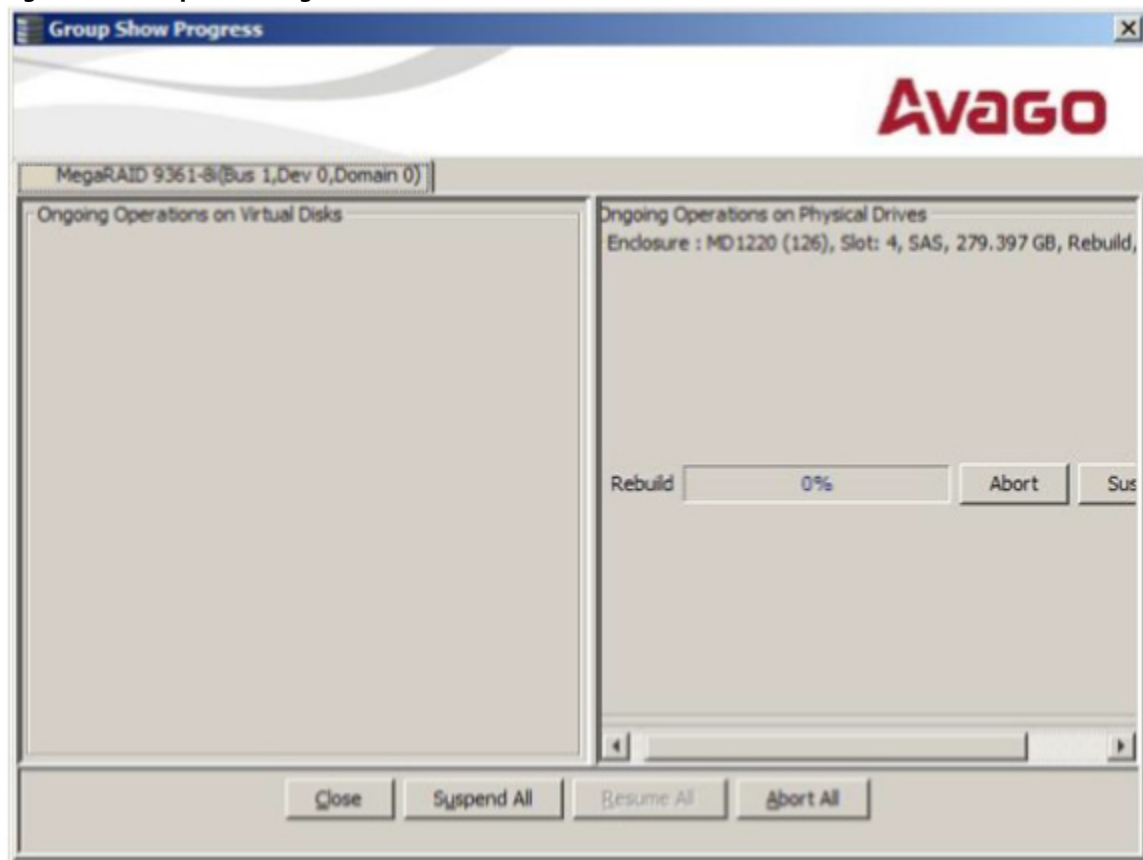 Group Show Progress
Avago
MegaRAID 9361-8i(Bus 1,Dev 0,Domain 0)
Ongoing Operations on Virtual Disks
Ongoing Operations on Physical Drives
Enclosure : MD1220 (126), Slot: 4, SAS, 279.397 GB, Rebuild,
Rebuild 0% Abort Sus
Close Suspend All Resume All Abort All